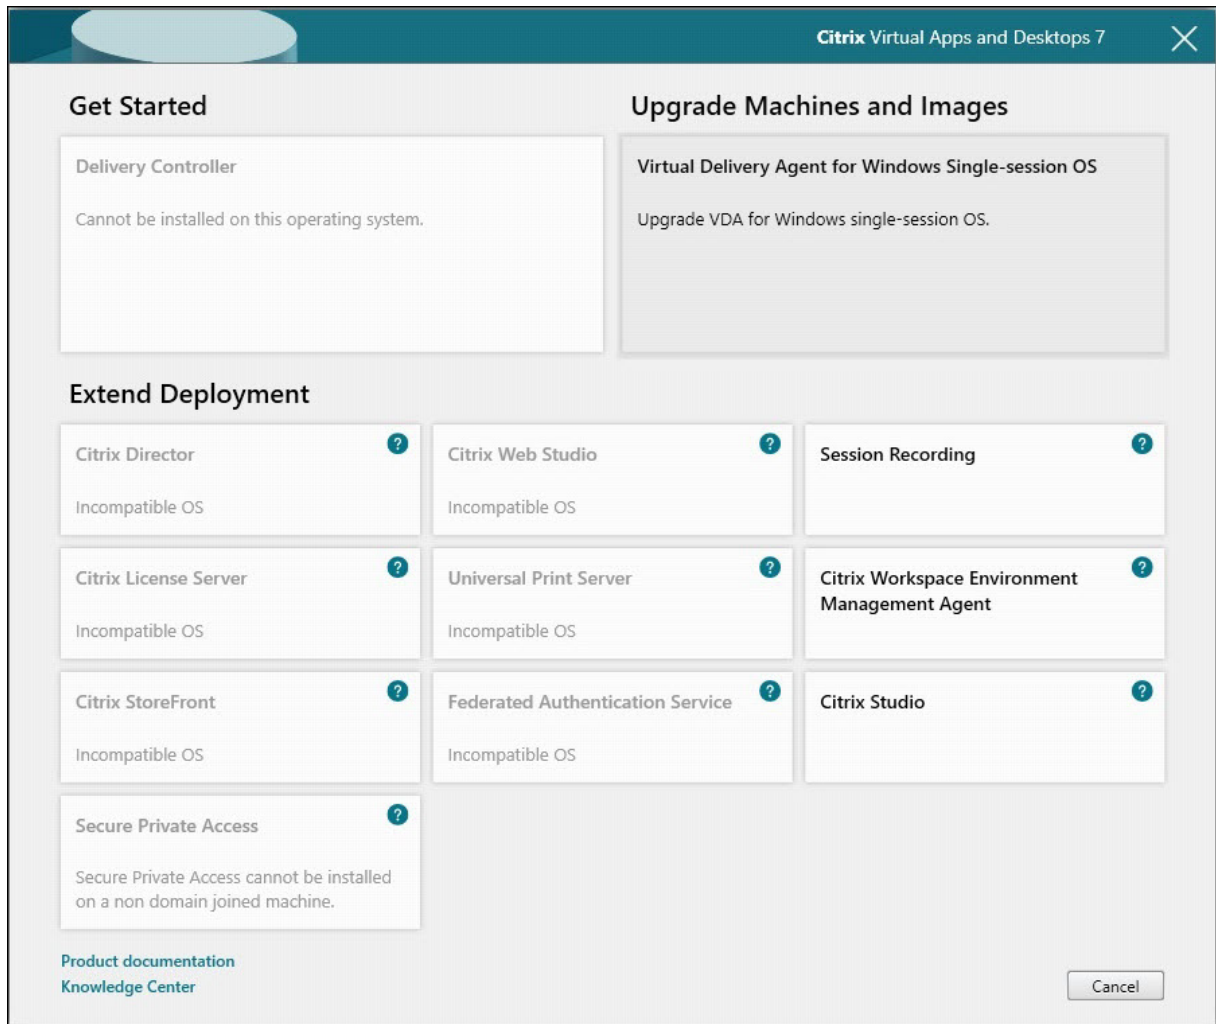 Citrix Virtual Apps and Desktops 7
Get Started
Upgrade Machines and Images
Delivery Controller
Cannot be installed on this operating system.
Virtual Delivery Agent for Windows Single-session OS
Upgrade VDA for Windows single-session OS.
Extend Deployment
Citrix Director
?
Incompatible OS
Citrix Web Studio
?
Incompatible OS
Session Recording
?
Citrix License Server
?
Incompatible OS
Universal Print Server
?
Incompatible OS
Citrix Workspace Environment
Management Agent
?
Citrix StoreFront
?
Incompatible OS
Federated Authentication Service
?
Incompatible OS
Citrix Studio
?
Secure Private Access
?
Secure Private Access cannot be installed
on a non domain joined machine.
Product documentation
Knowledge Center
Cancel